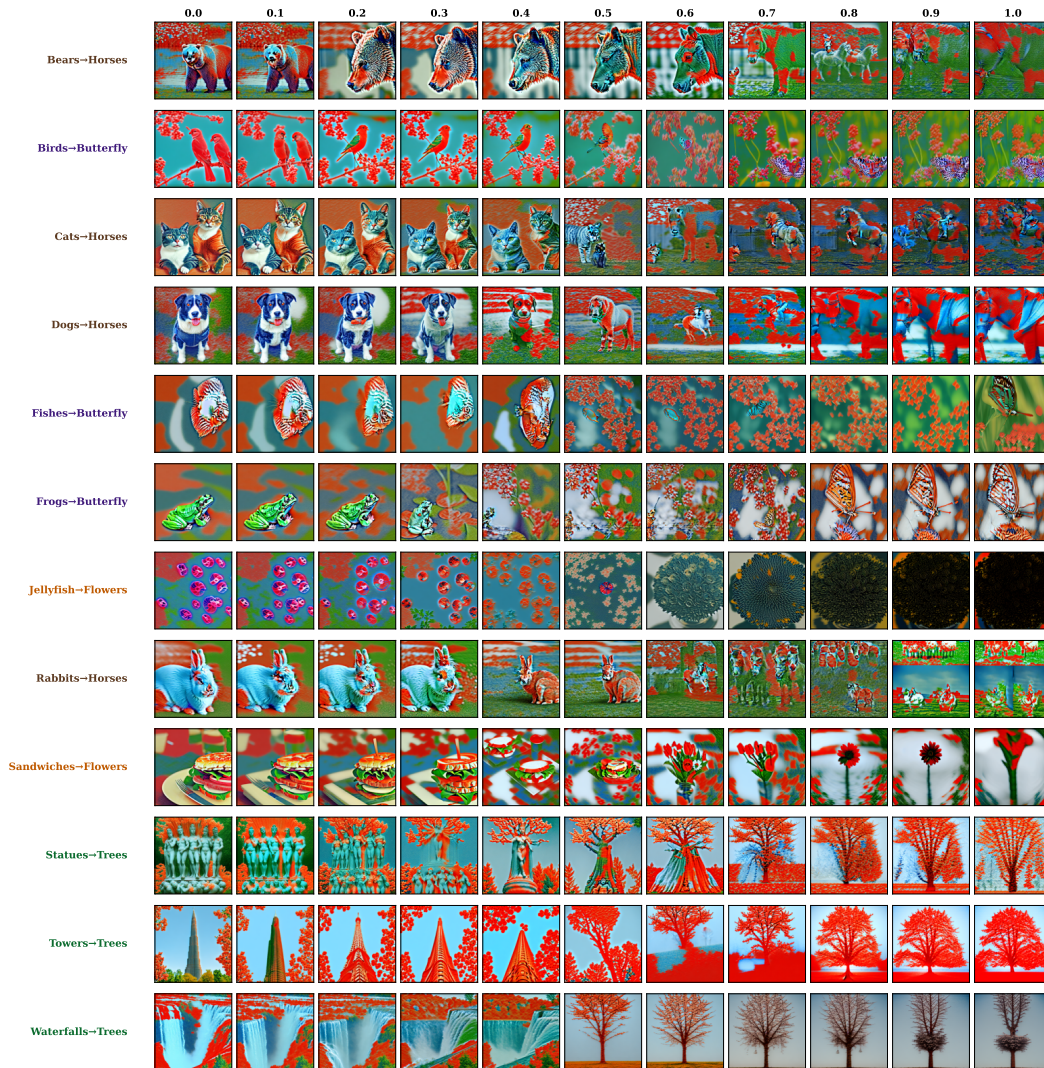 0.0 0.1 0.2 0.3 0.4 0.5 0.6 0.7 0.8 0.9 1.0
Bears→Horses
Birds→Butterfly
Cats→Horses
Dogs→Horses
Fishes→Butterfly
Frogs→Butterfly
Jellyfish→Flowers
Rabbits→Horses
Sandwiches→Flowers
Statues→Trees
Towers→Trees
Waterfalls→Trees